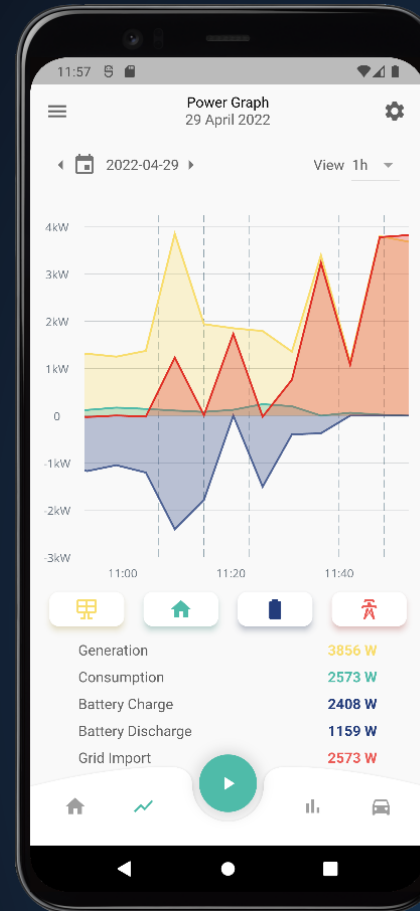 11:57
Power Graph
29 April 2022
2022-04-29 View 1h
4kW
3kW
2kW
1kW
0
-1kW
-2kW
-3kW
11:00 11:20 11:40
Generation 3856 W
Consumption 2573 W
Battery Charge 2408 W
Battery Discharge 1159 W
Grid Import 2573 W